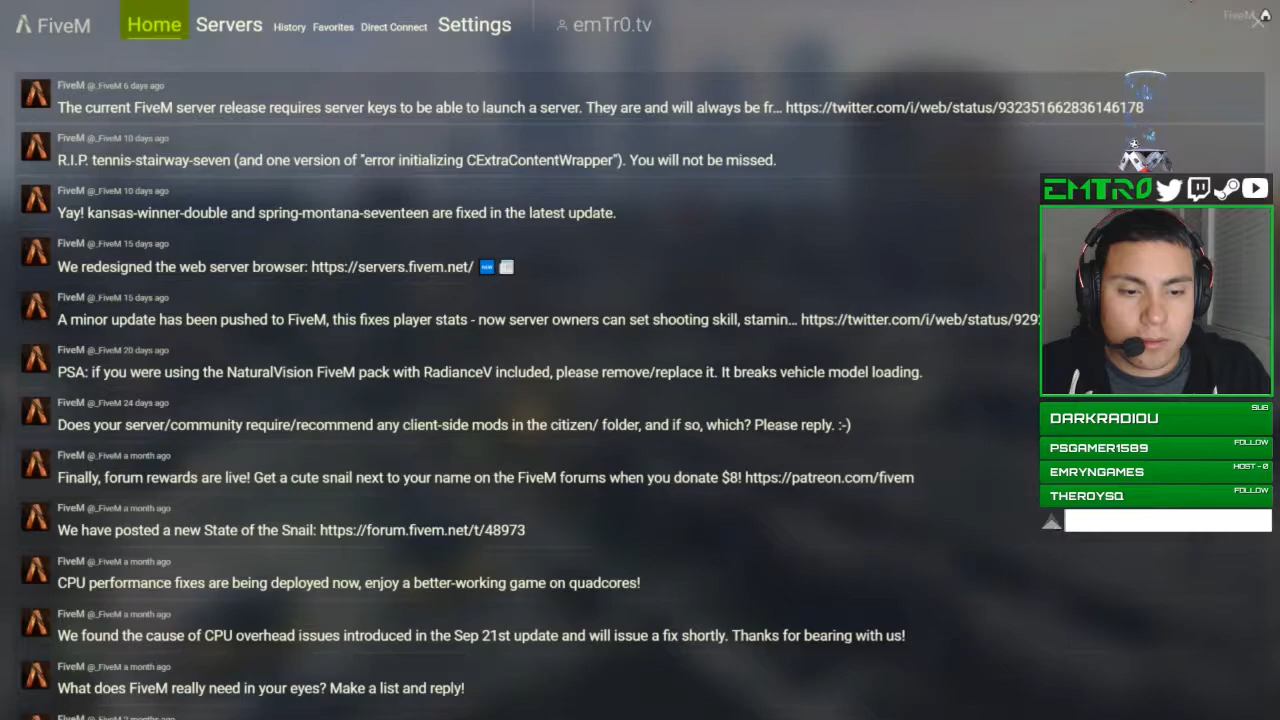 FiveM Home Servers History Favorites Direct Connect Settings emTr0.tv FiveM
FiveM @_FiveM 6 days ago
The current FiveM server release requires server keys to be able to launch a server. They are and will always be fr... https://twitter.com/i/web/status/932351662836146178
FiveM @_FiveM 10 days ago
R.I.P. tennis-stairway-seven (and one version of "error initializing CExtraContentWrapper"). You will not be missed.
FiveM @_FiveM 10 days ago
Yay! kansas-winner-double and spring-montana-seventeen are fixed in the latest update.
FiveM @_FiveM 15 days ago
We redesigned the web server browser: https://servers.fivem.net/
FiveM @_FiveM 15 days ago
A minor update has been pushed to FiveM, this fixes player stats - now server owners can set shooting skill, stamin... https://twitter.com/i/web/status/929
FiveM @_FiveM 20 days ago
PSA: if you were using the NaturalVision FiveM pack with RadianceV included, please remove/replace it. It breaks vehicle model loading.
FiveM @_FiveM 24 days ago
Does your server/community require/recommend any client-side mods in the citizen/ folder, and if so, which? Please reply. :-)
FiveM @_FiveM a month ago
Finally, forum rewards are live! Get a cute snail next to your name on the FiveM forums when you donate $8! https://patreon.com/fivem
FiveM @_FiveM a month ago
We have posted a new State of the Snail: https://forum.fivem.net/t/48973
FiveM @_FiveM a month ago
CPU performance fixes are being deployed now, enjoy a better-working game on quadcores!
FiveM @_FiveM a month ago
We found the cause of CPU overhead issues introduced in the Sep 21st update and will issue a fix shortly. Thanks for bearing with us!
FiveM @_FiveM a month ago
What does FiveM really need in your eyes? Make a list and reply!
FiveM @_FiveM 2 months ago
EMTR0
DARKRADIOU SUB
PSGAMER1589 FOLLOW
EMRYNGAMES HOST - 0
THEROYSQ FOLLOW